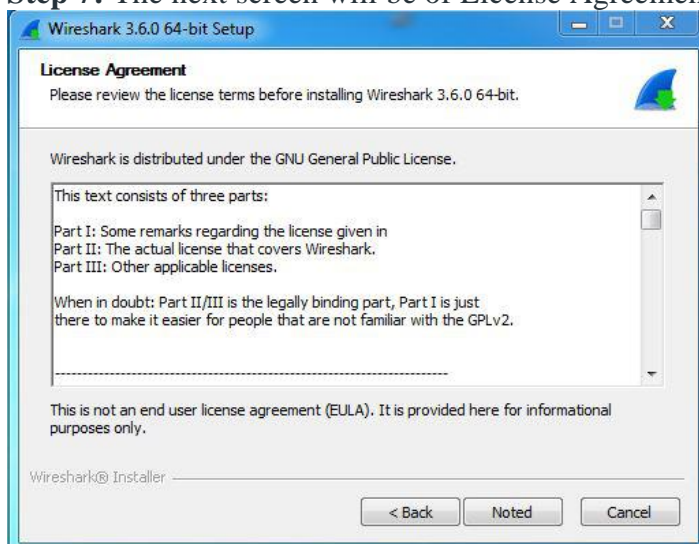 Step 7: The next screen will be of License Agreemen
Wireshark 3.6.0 64-bit Setup
License Agreement
Please review the license terms before installing Wireshark 3.6.0 64-bit.
Wireshark is distributed under the GNU General Public License.
This text consists of three parts:
Part I: Some remarks regarding the license given in
Part II: The actual license that covers Wireshark.
Part III: Other applicable licenses.
When in doubt: Part II/III is the legally binding part, Part I is just
there to make it easier for people that are not familiar with the GPLv2.
-----------------------------------------------------------------------
This is not an end user license agreement (EULA). It is provided here for informational
purposes only.
Wireshark® Installer
< Back Noted Cancel